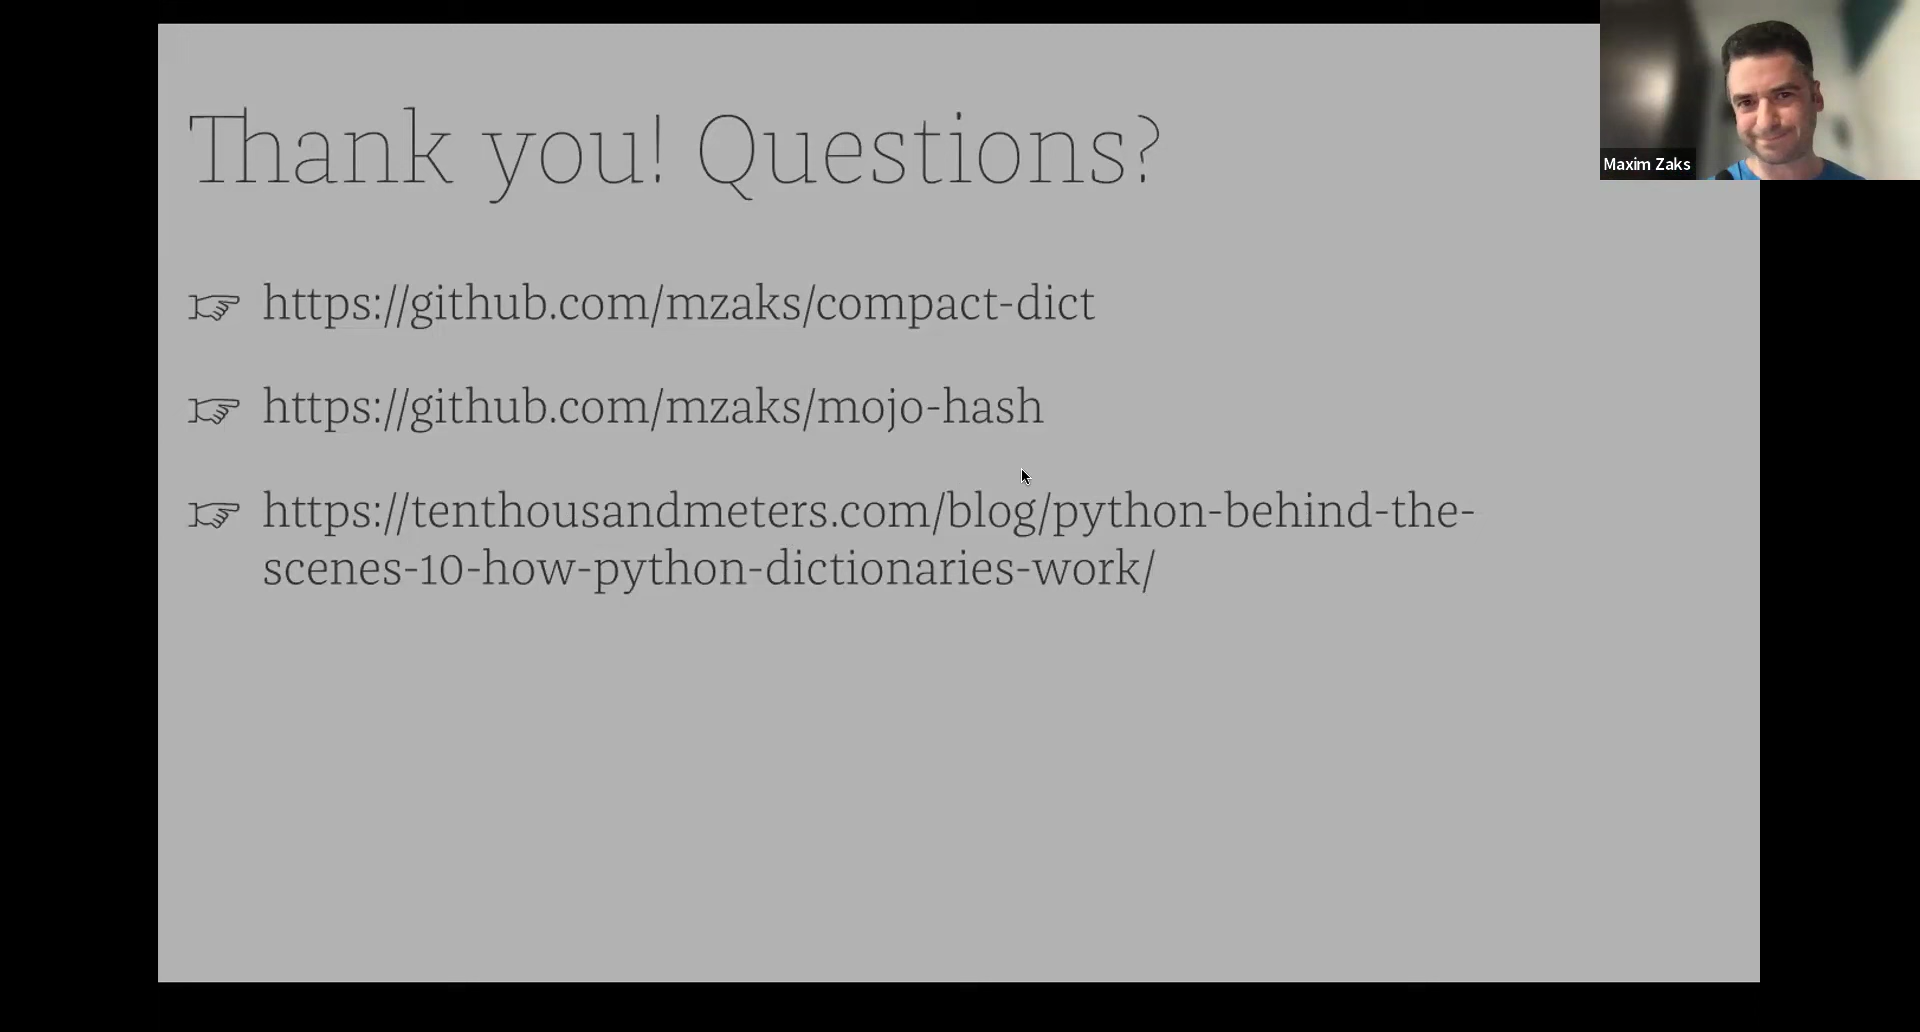 Thank you! Questions?
☞ https://github.com/mzaks/compact-dict
☞ https://github.com/mzaks/mojo-hash
☞ https://tenthousandmeters.com/blog/python-behind-the-
scenes-10-how-python-dictionaries-work/
Maxim Zaks